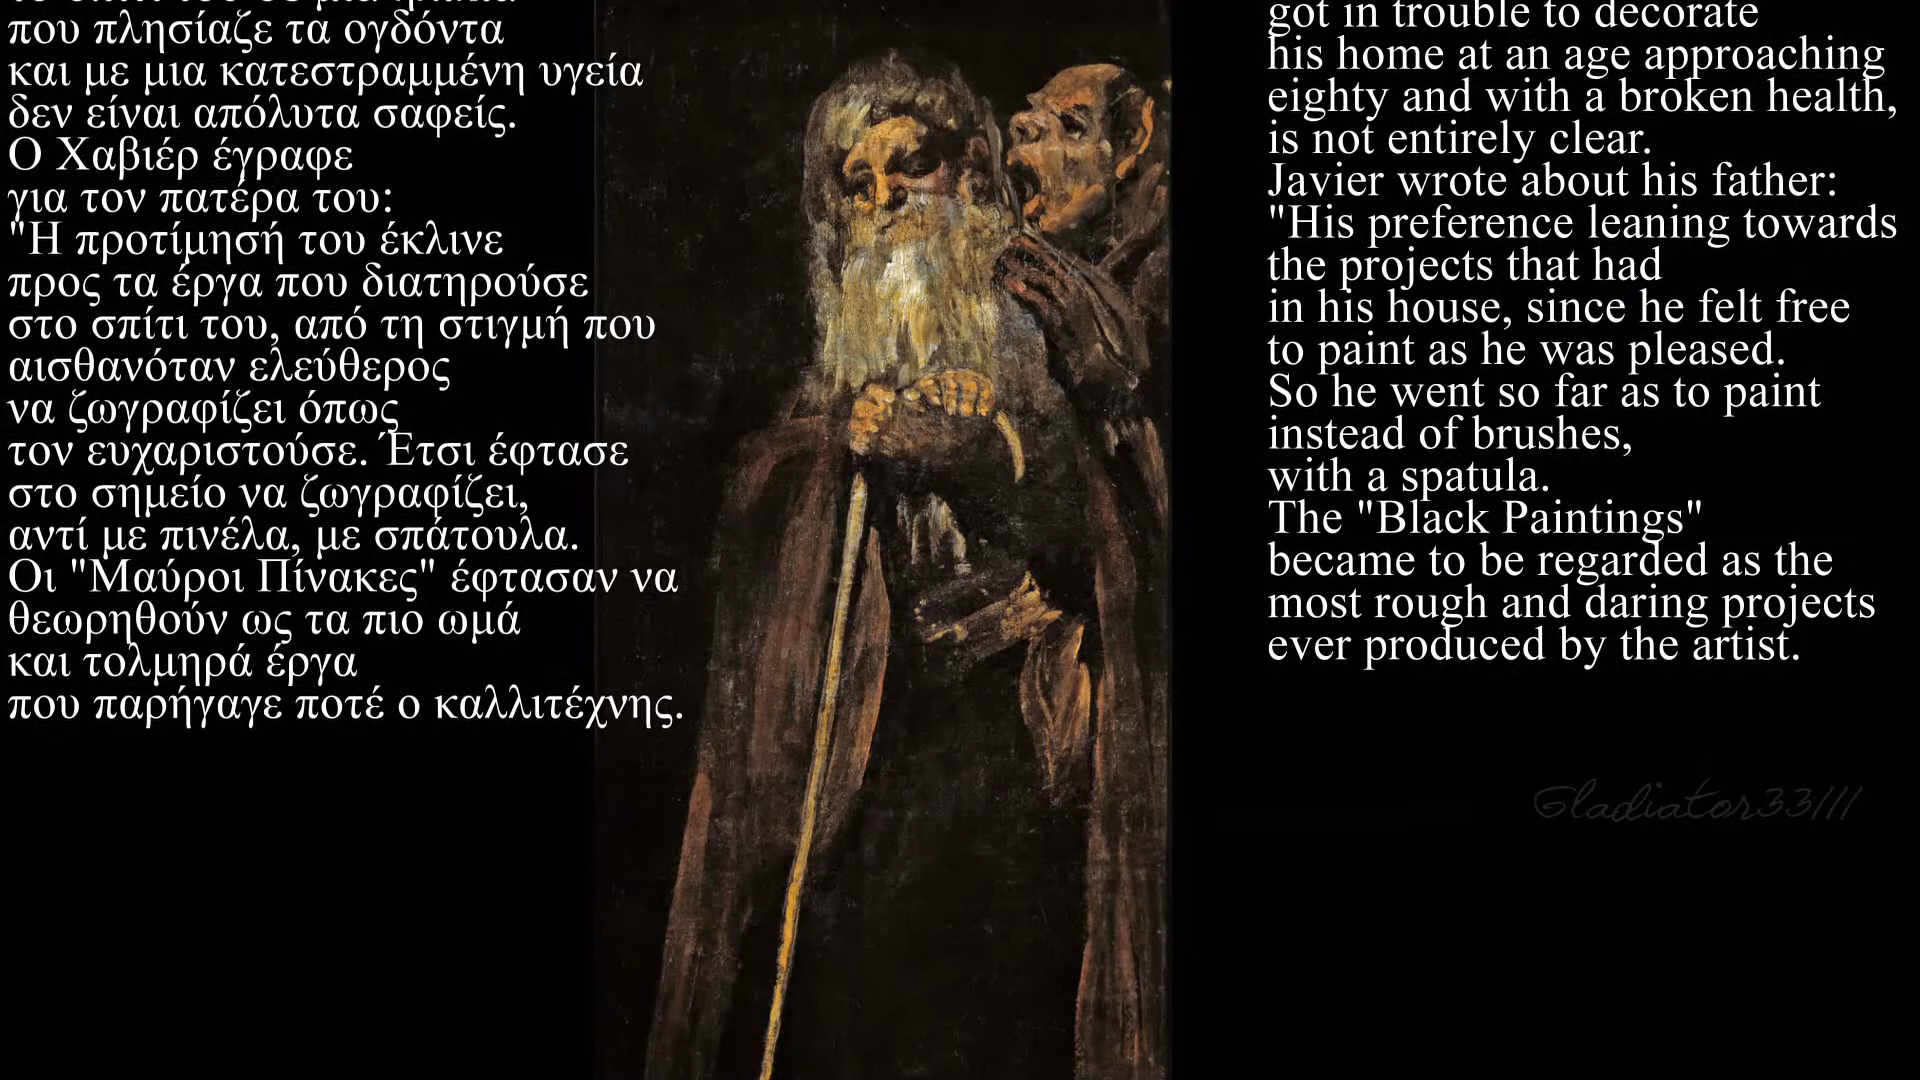 που πλησίαζε τα ογδόντα
και με μια κατεστραμμένη υγεία
δεν είναι απόλυτα σαφείς.
Ο Χαβιέρ έγραφε
για τον πατέρα του:
"Η προτίμησή του έκλινε
προς τα έργα που διατηρούσε
στο σπίτι του, από τη στιγμή που
αισθανόταν ελεύθερος
να ζωγραφίζει όπως
τον ευχαριστούσε. Έτσι έφτασε
στο σημείο να ζωγραφίζει,
αντί με πινέλα, με σπάτουλα.
Οι "Μαύροι Πίνακες" έφτασαν να
θεωρηθούν ως τα πιο ωμά
και τολμηρά έργα
που παρήγαγε ποτέ ο καλλιτέχνης.
got in trouble to decorate
his home at an age approaching
eighty and with a broken health,
is not entirely clear.
Javier wrote about his father:
"His preference leaning towards
the projects that had
in his house, since he felt free
to paint as he was pleased.
So he went so far as to paint
instead of brushes,
with a spatula.
The "Black Paintings"
became to be regarded as the
most rough and daring projects
ever produced by the artist.
Gladiator33///